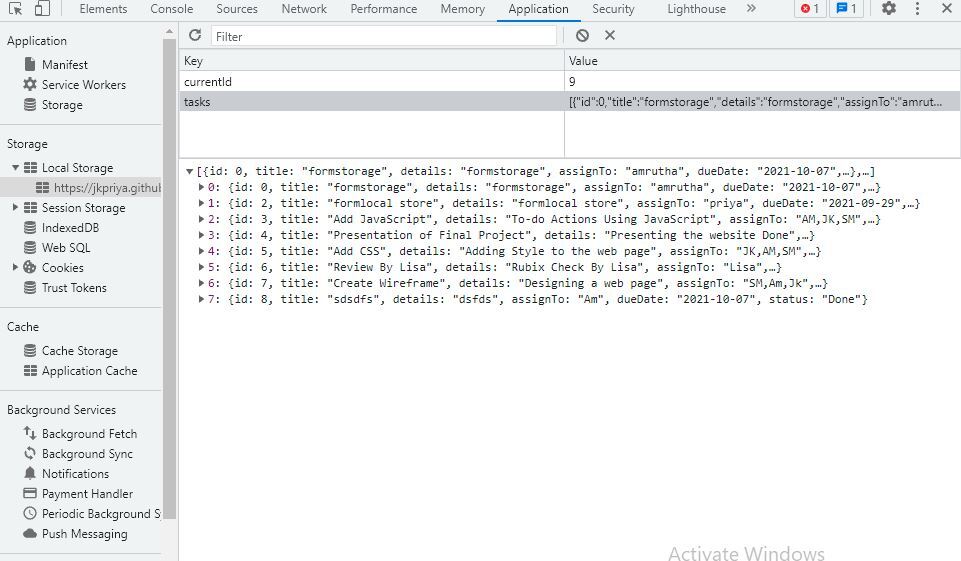 Elements Console Sources Network Performance Memory Application Security Lighthouse » 1 1
Application
Manifest
Service Workers
Storage
Storage
Local Storage
https://jkpriya.githul
Session Storage
IndexedDB
Web SQL
Cookies
Trust Tokens
Cache
Cache Storage
Application Cache
Background Services
Background Fetch
Background Sync
Notifications
Payment Handler
Periodic Background S
Push Messaging
Filter
Key Value
currentId 9
tasks [{"id":0,"title":"formstorage","details":"formstorage","assignTo":"amrut...
[{id: 0, title: "formstorage", details: "formstorage", assignTo: "amrutha", dueDate: "2021-10-07",…},…]
0: {id: 0, title: "formstorage", details: "formstorage", assignTo: "amrutha", dueDate: "2021-10-07",…}
1: {id: 2, title: "formlocal store", details: "formlocal store", assignTo: "priya", dueDate: "2021-09-29",…}
2: {id: 3, title: "Add JavaScript", details: "To-do Actions Using JavaScript", assignTo: "AM,JK,SM",…}
3: {id: 4, title: "Presentation of Final Project", details: "Presenting the website Done",…}
4: {id: 5, title: "Add CSS", details: "Adding Style to the web page", assignTo: "JK,AM,SM",…}
5: {id: 6, title: "Review By Lisa", details: "Rubix Check By Lisa", assignTo: "Lisa",…}
6: {id: 7, title: "Create Wireframe", details: "Designing a web page", assignTo: "SM,Am,Jk",…}
7: {id: 8, title: "sdsdfs", details: "dsfds", assignTo: "Am", dueDate: "2021-10-07", status: "Done"}
Activate Windows